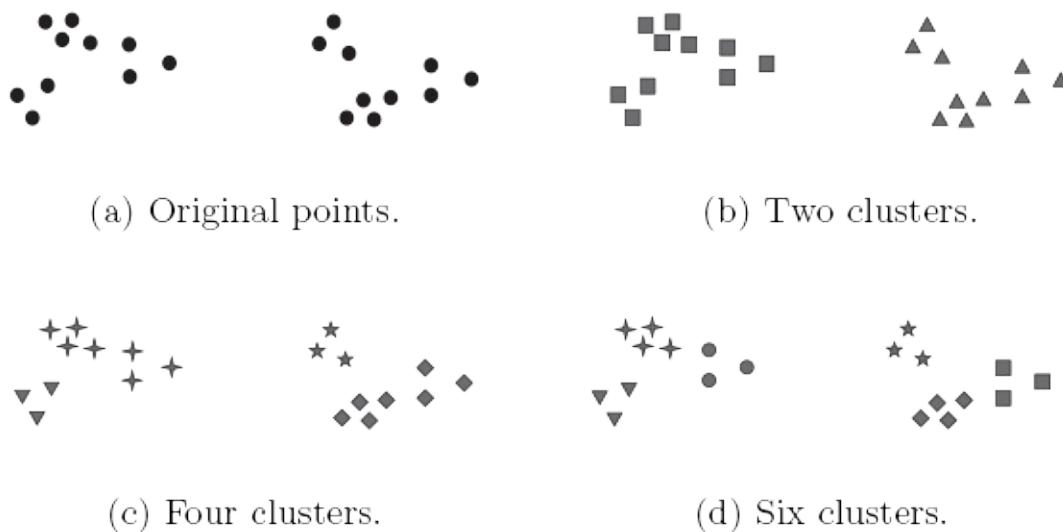 (a) Original points.
(b) Two clusters.
(c) Four clusters.
(d) Six clusters.